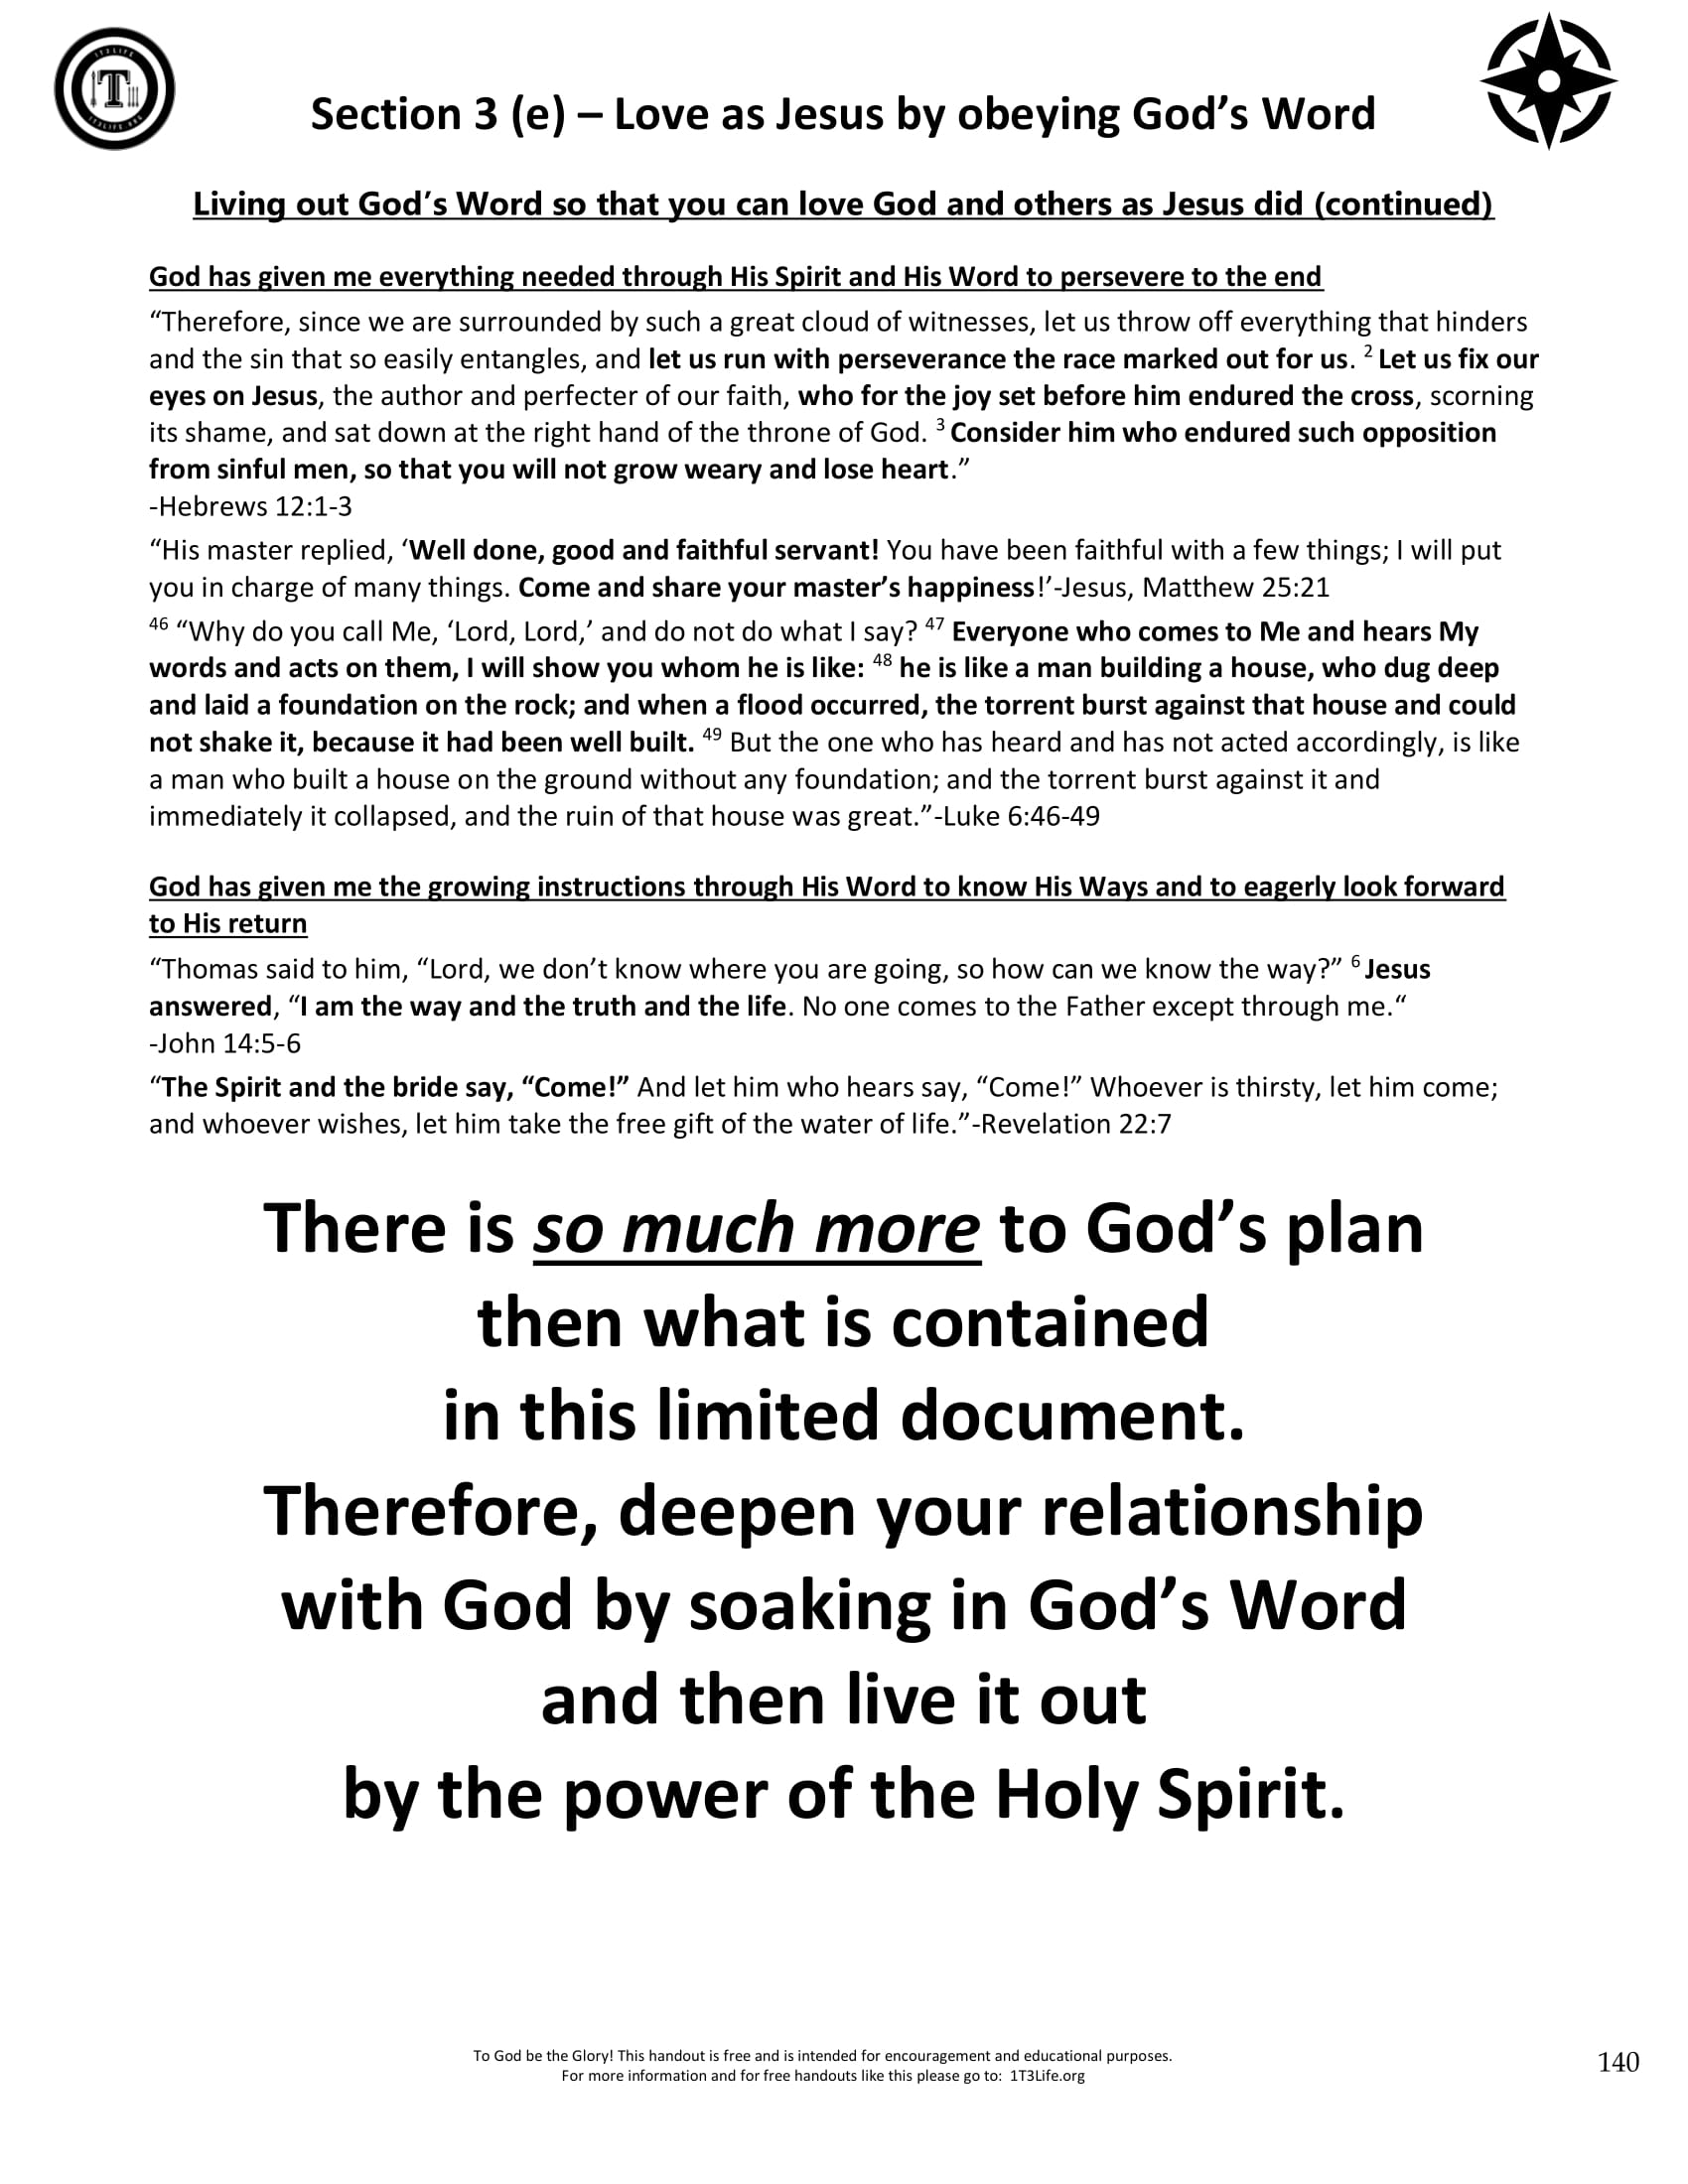 1T3LIFE
T
1T3LIFE.ORG
Section 3 (e) – Love as Jesus by obeying God’s Word
Living out God’s Word so that you can love God and others as Jesus did (continued)
God has given me everything needed through His Spirit and His Word to persevere to the end
“Therefore, since we are surrounded by such a great cloud of witnesses, let us throw off everything that hinders
and the sin that so easily entangles, and let us run with perseverance the race marked out for us. 2 Let us fix our
eyes on Jesus, the author and perfecter of our faith, who for the joy set before him endured the cross, scorning
its shame, and sat down at the right hand of the throne of God. 3 Consider him who endured such opposition
from sinful men, so that you will not grow weary and lose heart.”
-Hebrews 12:1-3
“His master replied, ‘Well done, good and faithful servant! You have been faithful with a few things; I will put
you in charge of many things. Come and share your master’s happiness!’-Jesus, Matthew 25:21
46 “Why do you call Me, ‘Lord, Lord,’ and do not do what I say? 47 Everyone who comes to Me and hears My
words and acts on them, I will show you whom he is like: 48 he is like a man building a house, who dug deep
and laid a foundation on the rock; and when a flood occurred, the torrent burst against that house and could
not shake it, because it had been well built. 49 But the one who has heard and has not acted accordingly, is like
a man who built a house on the ground without any foundation; and the torrent burst against it and
immediately it collapsed, and the ruin of that house was great.”-Luke 6:46-49
God has given me the growing instructions through His Word to know His Ways and to eagerly look forward
to His return
“Thomas said to him, “Lord, we don’t know where you are going, so how can we know the way?” 6 Jesus
answered, “I am the way and the truth and the life. No one comes to the Father except through me.“
-John 14:5-6
“The Spirit and the bride say, “Come!” And let him who hears say, “Come!” Whoever is thirsty, let him come;
and whoever wishes, let him take the free gift of the water of life.”-Revelation 22:7
There is so much more to God’s plan
then what is contained
in this limited document.
Therefore, deepen your relationship
with God by soaking in God’s Word
and then live it out
by the power of the Holy Spirit.
To God be the Glory! This handout is free and is intended for encouragement and educational purposes.
For more information and for free handouts like this please go to: 1T3Life.org
140